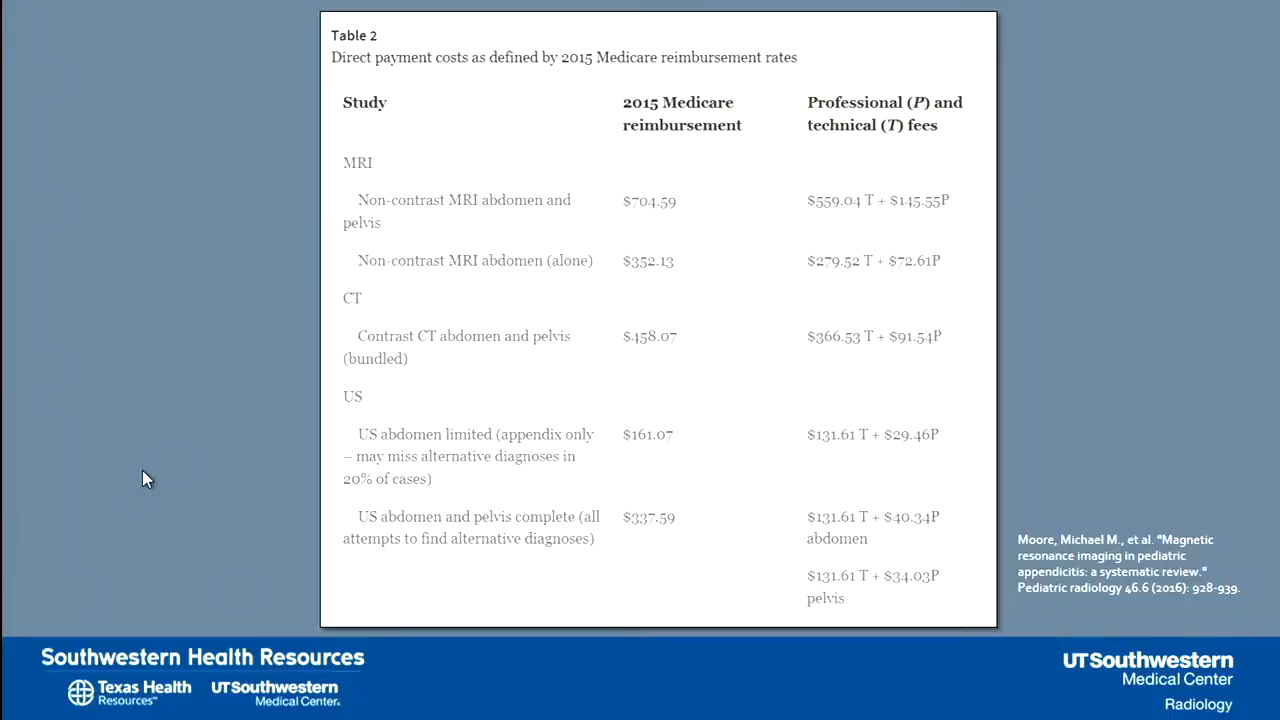 Table 2
Direct payment costs as defined by 2015 Medicare reimbursement rates
Study
2015 Medicare
reimbursement
Professional (P) and
technical (T) fees
MRI
Non-contrast MRI abdomen and
pelvis
$704.59
$559.04 T + $145.55P
Non-contrast MRI abdomen (alone)
$352.13
$279.52 T + $72.61P
CT
Contrast CT abdomen and pelvis
(bundled)
$458.07
$366.53 T + $91.54P
US
US abdomen limited (appendix only
– may miss alternative diagnoses in
20% of cases)
$161.07
$131.61 T + $29.46P
US abdomen and pelvis complete (all
attempts to find alternative diagnoses)
$337.59
$131.61 T + $40.34P
abdomen
$131.61 T + $34.03P
pelvis
Moore, Michael M., et al. "Magnetic
resonance imaging in pediatric
appendicitis: a systematic review."
Pediatric radiology 46.6 (2016): 928-939.
Southwestern Health Resources
Texas Health
Resources
UTSouthwestern
Medical Center
UTSouthwestern
Medical Center
Radiology